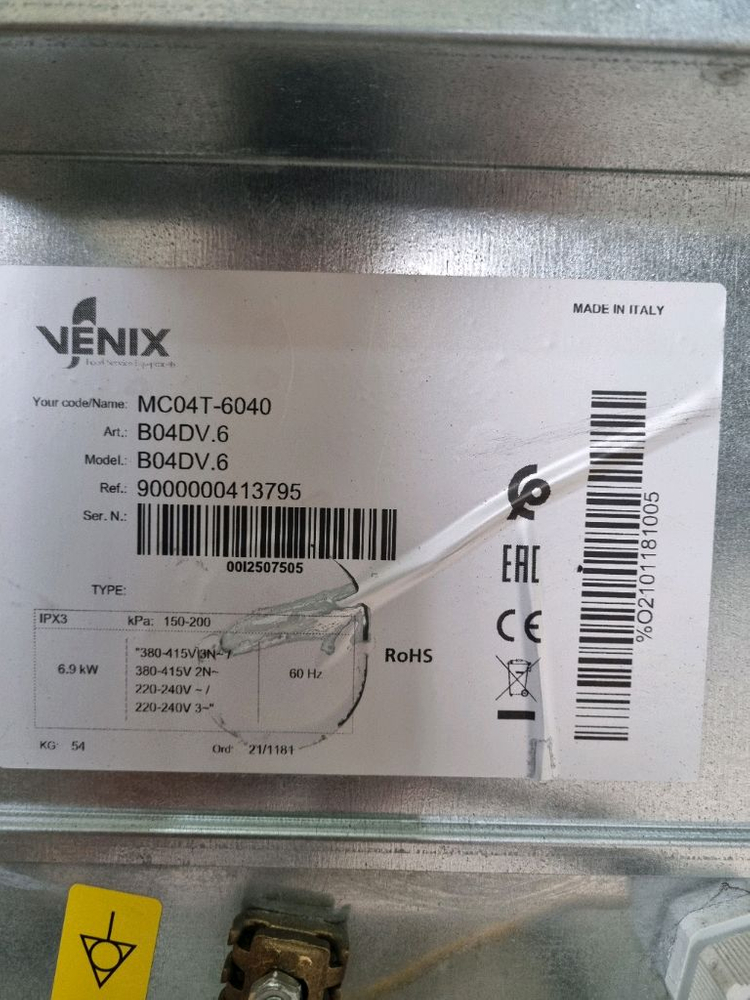 MADE IN ITALY
VENIX
Your code/Name: MC04T-6040
Art.: B04DV.6
Model.: B04DV.6
Ref.: 9000000413795
Ser. N.:
00I2507505
TYPE:
IPX3 kPa: 150-200
6.9 kW
"380-415V 3N~ /
380-415V 2N~
220-240V ~ /
220-240V 3~"
60 Hz
KG: 54 Ord: 21/1181
EAC
CE
RoHS
%O2101181005